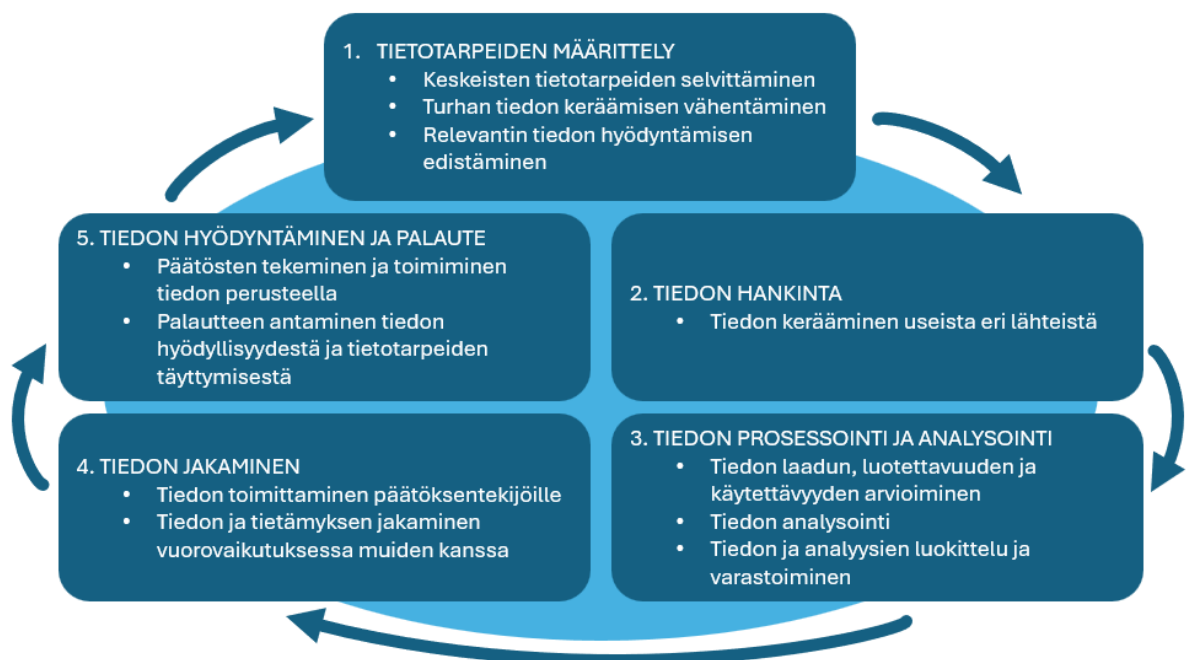 1. TIETOTARPEIDEN MÄÄRITTELY
• Keskeisten tietotarpeiden selvittäminen
• Turhan tiedon keräämisen vähentäminen
• Relevantin tiedon hyödyntämisen
edistäminen
2. TIEDON HANKINTA
• Tiedon kerääminen useista eri lähteistä
3. TIEDON PROSESSOINTI JA ANALYSOINTI
• Tiedon laadun, luotettavuuden ja
käytettävyyden arvioiminen
• Tiedon analysointi
• Tiedon ja analyysien luokittelu ja
varastoiminen
4. TIEDON JAKAMINEN
• Tiedon toimittaminen päätöksentekijöille
• Tiedon ja tietämyksen jakaminen
vuorovaikutuksessa muiden kanssa
5. TIEDON HYÖDYNTÄMINEN JA PALAUTE
• Päätösten tekeminen ja toimiminen
tiedon perusteella
• Palautteen antaminen tiedon
hyödyllisyydestä ja tietotarpeiden
täyttymisestä